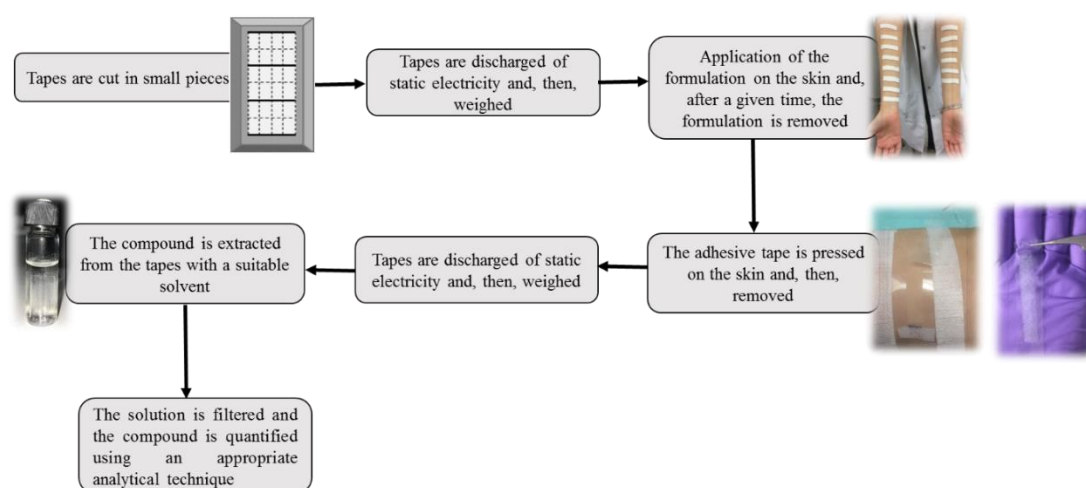 Tapes are cut in small pieces
Tapes are discharged of
static electricity and, then,
weighed
Application of the
formulation on the skin and,
after a given time, the
formulation is removed
The adhesive tape is pressed
on the skin and, then,
removed
Tapes are discharged of static
electricity and, then, weighed
The compound is extracted
from the tapes with a suitable
solvent
The solution is filtered and
the compound is quantified
using an appropriate
analytical technique